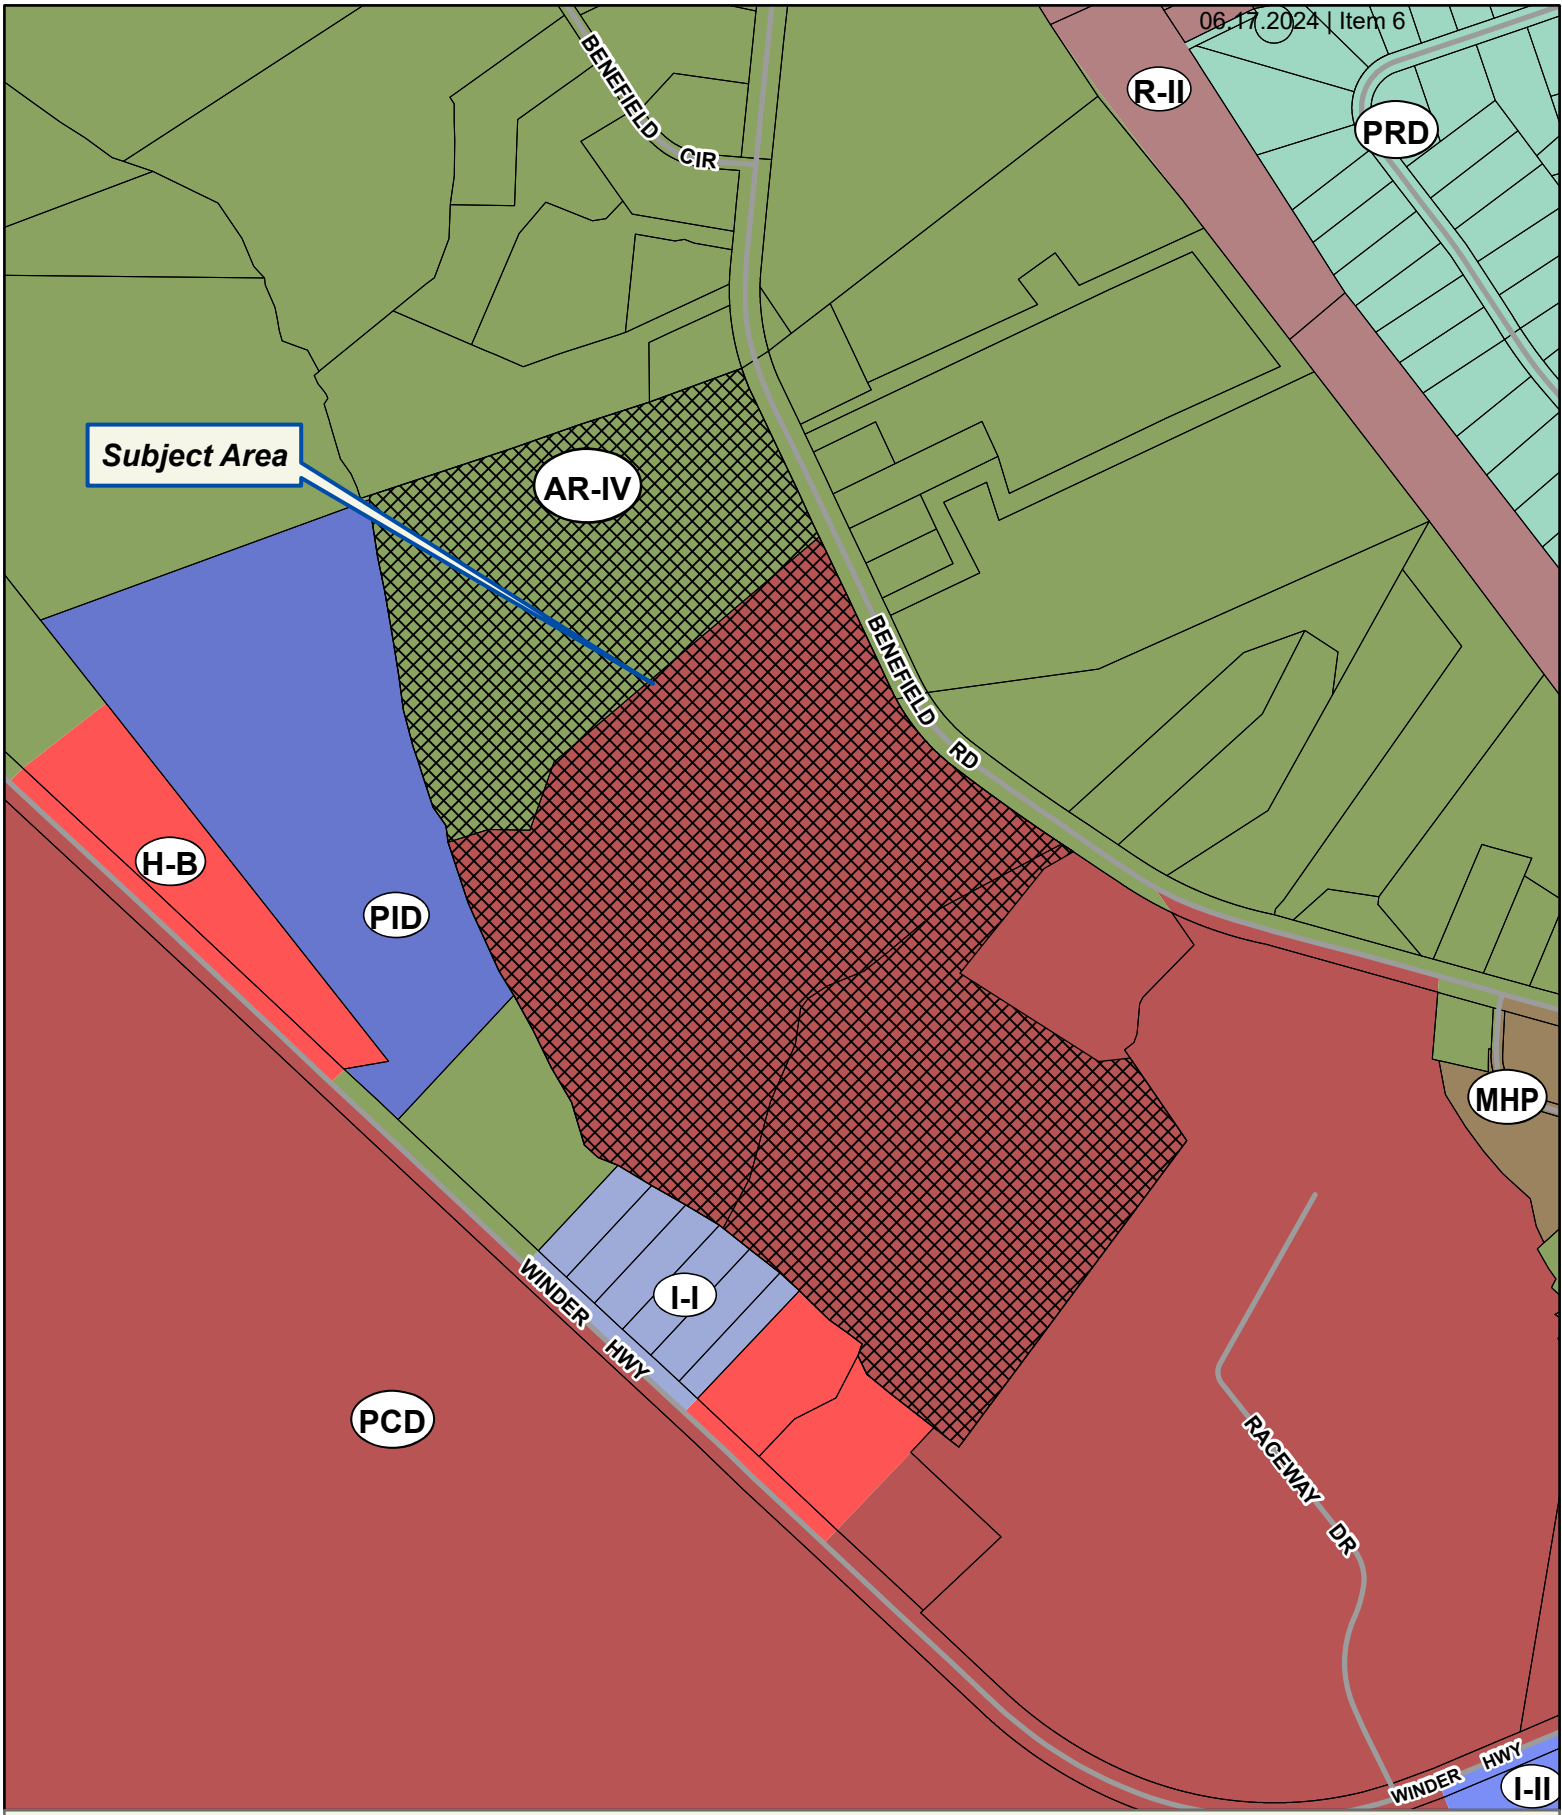 06.17.2024 | Item 6
BENEFIELD
CIR
R-II
PRD
Subject Area
AR-IV
BENEFIELD
RD
H-B
PID
MHP
I-I
WINDER
HWY
PCD
RACEWAY
DR
WINDER
HWY
I-II